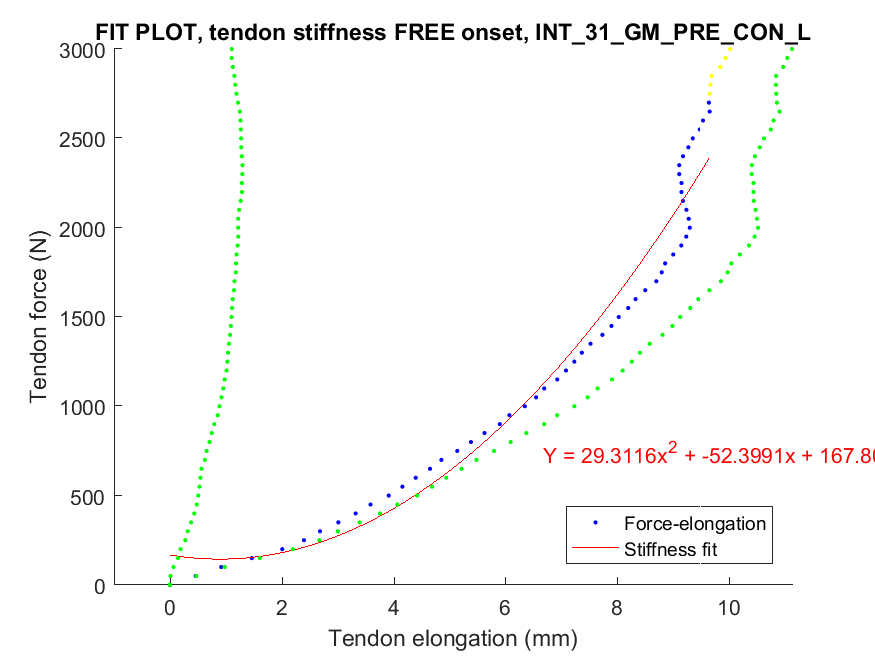 FIT PLOT, tendon stiffness FREE onset, INT_31_GM_PRE_CON_L
3000
2500
2000
1500
1000
500
0
Tendon force (N)
Y = 29.3116x² + -52.3991x + 167.80
Force-elongation
Stiffness fit
0 2 4 6 8 10
Tendon elongation (mm)